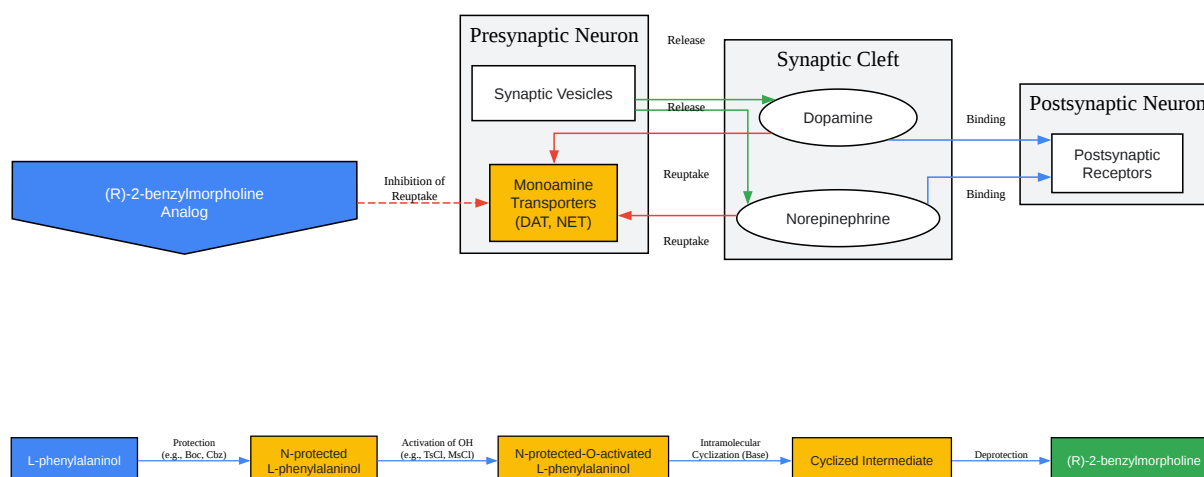 Presynaptic Neuron
Release
Synaptic Cleft
Synaptic Vesicles
Release
Dopamine
Postsynaptic Neuron
Binding
Postsynaptic
Receptors
(R)-2-benzylmorpholine
Analog
Inhibition of
Reuptake
Monoamine
Transporters
(DAT, NET)
Reuptake
Binding
Norepinephrine
Reuptake
L-phenylalaninol
Protection
(e.g., Boc, Cbz)
N-protected
L-phenylalaninol
Activation of OH
(e.g., TsCl, MsCl)
N-protected-O-activated
L-phenylalaninol
Intramolecular
Cyclization (Base)
Cyclized Intermediate
Deprotection
(R)-2-benzylmorpholine